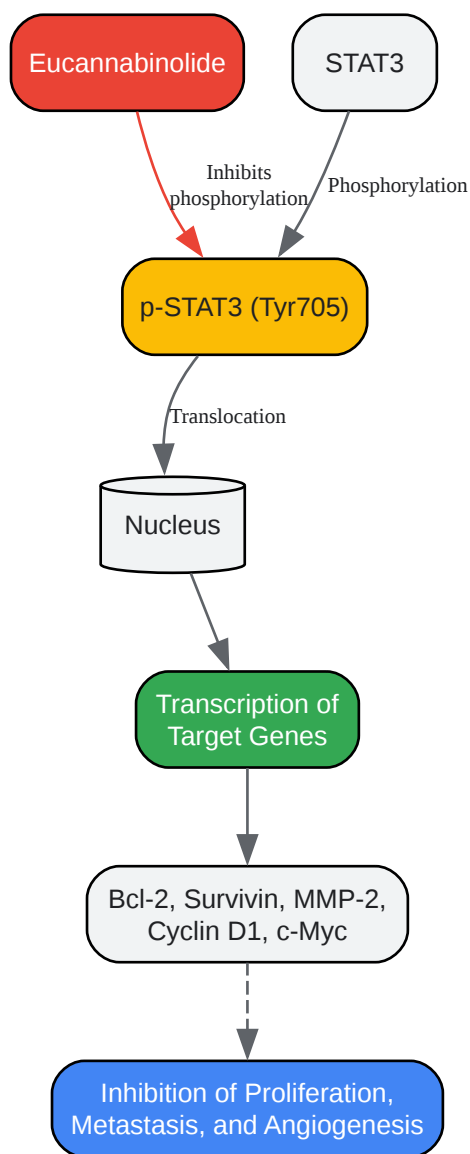 Eucannabinolide
STAT3
Inhibits
phosphorylation
Phosphorylation
p-STAT3 (Tyr705)
Translocation
Nucleus
Transcription of
Target Genes
Bcl-2, Survivin, MMP-2,
Cyclin D1, c-Myc
Inhibition of Proliferation,
Metastasis, and Angiogenesis